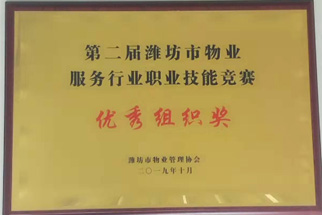 第二届潍坊市物业
服务行业职业技能竞赛
优秀组织奖
潍坊市物业管理协会
二〇一九年十月